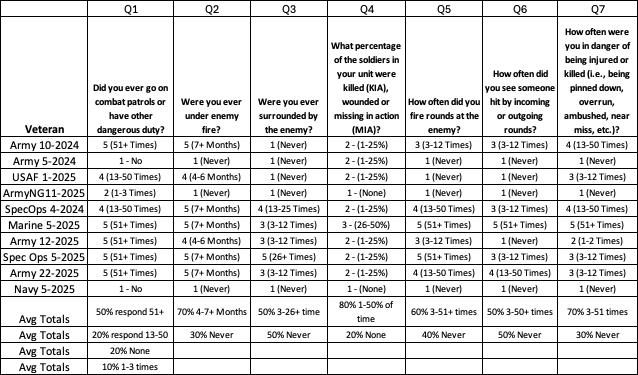 Q1 Q2 Q3 Q4 Q5 Q6 Q7
Veteran
Did you ever go on
combat patrols or
have other
dangerous duty?
Were you ever
under enemy
fire?
Were you ever
surrounded by
the enemy?
What percentage
of the soldiers in
your unit were
killed (KIA),
wounded or
missing in action
(MIA)?
How often did you
fire rounds at the
enemy?
How often did
you see someone
hit by incoming
or outgoing
rounds?
How often were
you in danger of
being injured or
killed (i.e., being
pinned down,
overrun,
ambushed, near
miss, etc.)?
Army 10-2024 5 (51+ Times) 5 (7+ Months) 1 (Never) 2 - (1-25%) 3 (3-12 Times) 3 (3-12 Times) 4 (13-50 Times)
Army 5-2024 1 - No 1 (Never) 1 (Never) 2 - (1-25%) 1 (Never) 1 (Never) 1 (Never)
USAF 1-2025 4 (13-50 Times) 4 (4-6 Months) 1 (Never) 2 - (1-25%) 1 (Never) 1 (Never) 3 (3-12 Times)
ArmyNG11-2025 2 (1-3 Times) 1 (Never) 1 (Never) 1 - (None) 1 (Never) 1 (Never) 1 (Never)
SpecOps 4-2024 4 (13-50 Times) 5 (7+ Months) 4 (13-25 Times) 2 - (1-25%) 4 (13-50 Times) 3 (3-12 Times) 4 (13-50 Times)
Marine 5-2025 5 (51+ Times) 5 (7+ Months) 3 (3-12 Times) 3 - (26-50%) 5 (51+ Times) 5 (51+ Times) 5 (51+ Times)
Army 12-2025 5 (51+ Times) 4 (4-6 Months) 3 (3-12 Times) 2 - (1-25%) 3 (3-12 Times) 1 (Never) 2 (1-2 Times)
Spec Ops 5-2025 5 (51+ Times) 5 (7+ Months) 5 (26+ Times) 2 - (1-25%) 5 (51+ Times) 3 (3-12 Times) 3 (3-12 Times)
Army 22-2025 5 (51+ Times) 5 (7+ Months) 3 (3-12 Times) 2 - (1-25%) 4 (13-50 Times) 4 (13-50 Times) 3 (3-12 Times)
Navy 5-2025 1 - No 1 (Never) 1 (Never) 1 - (None) 1 (Never) 1 (Never) 1 (Never)
Avg Totals 50% respond 51+ 70% 4-7+ Months 50% 3-26+ time 80% 1-50% of
time 60% 3-51+ times 50% 3-50+ times 70% 3-51 times
Avg Totals 20% respond 13-50 30% Never 50% Never 20% None 40% Never 50% Never 30% Never
Avg Totals 20% None
Avg Totals 10% 1-3 times